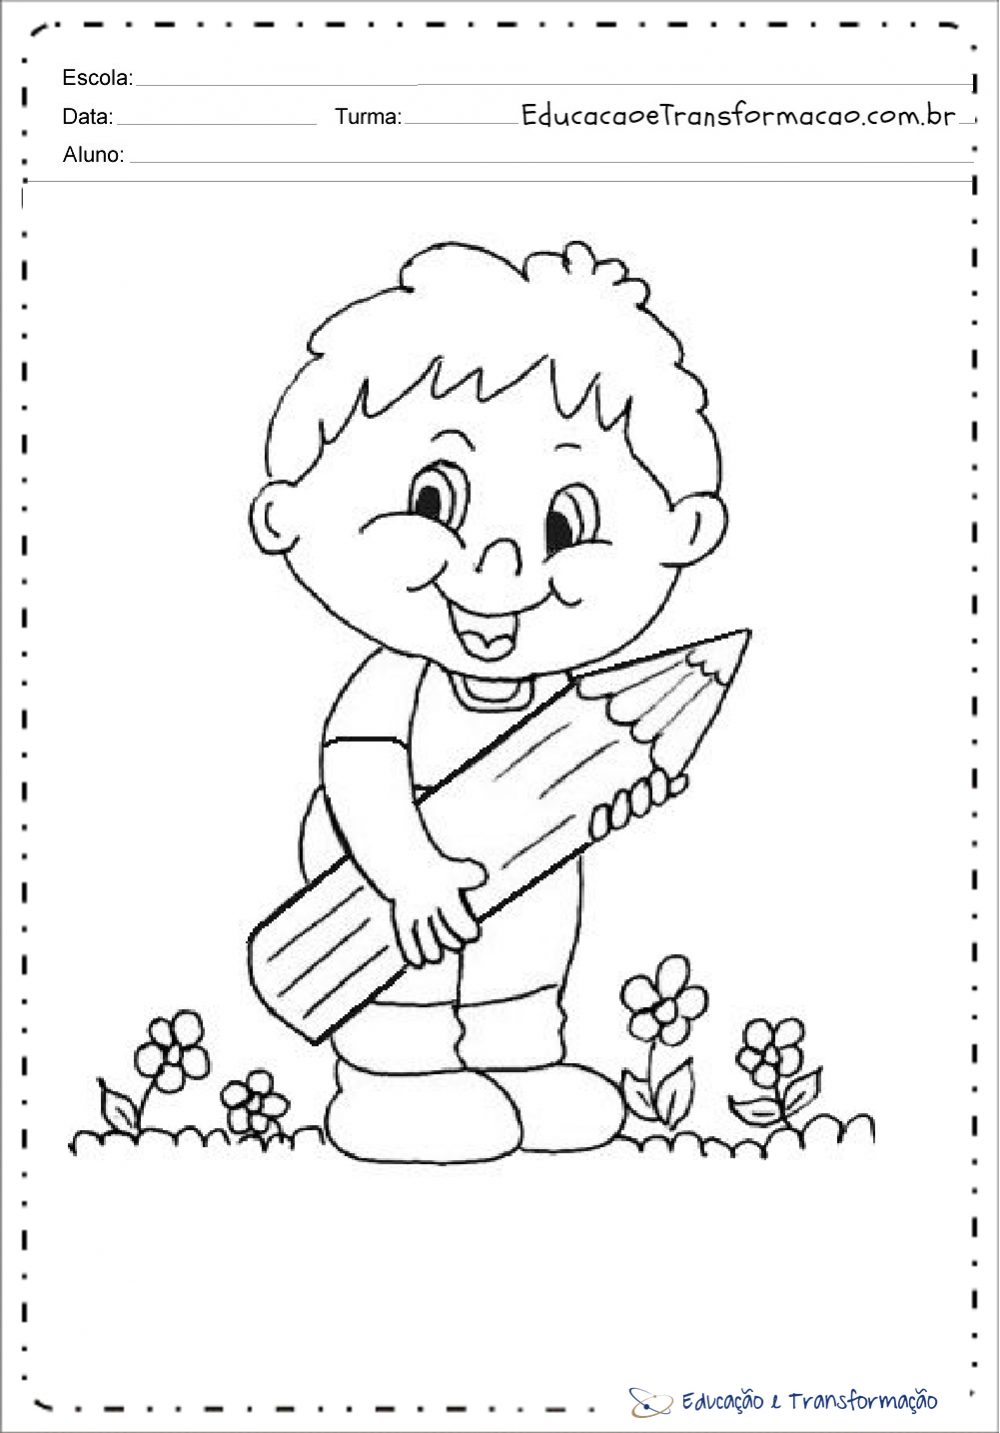 Escola:
Data: Turma: EducacaoeTransformacao.com.br
Aluno:
Educação e Transformação